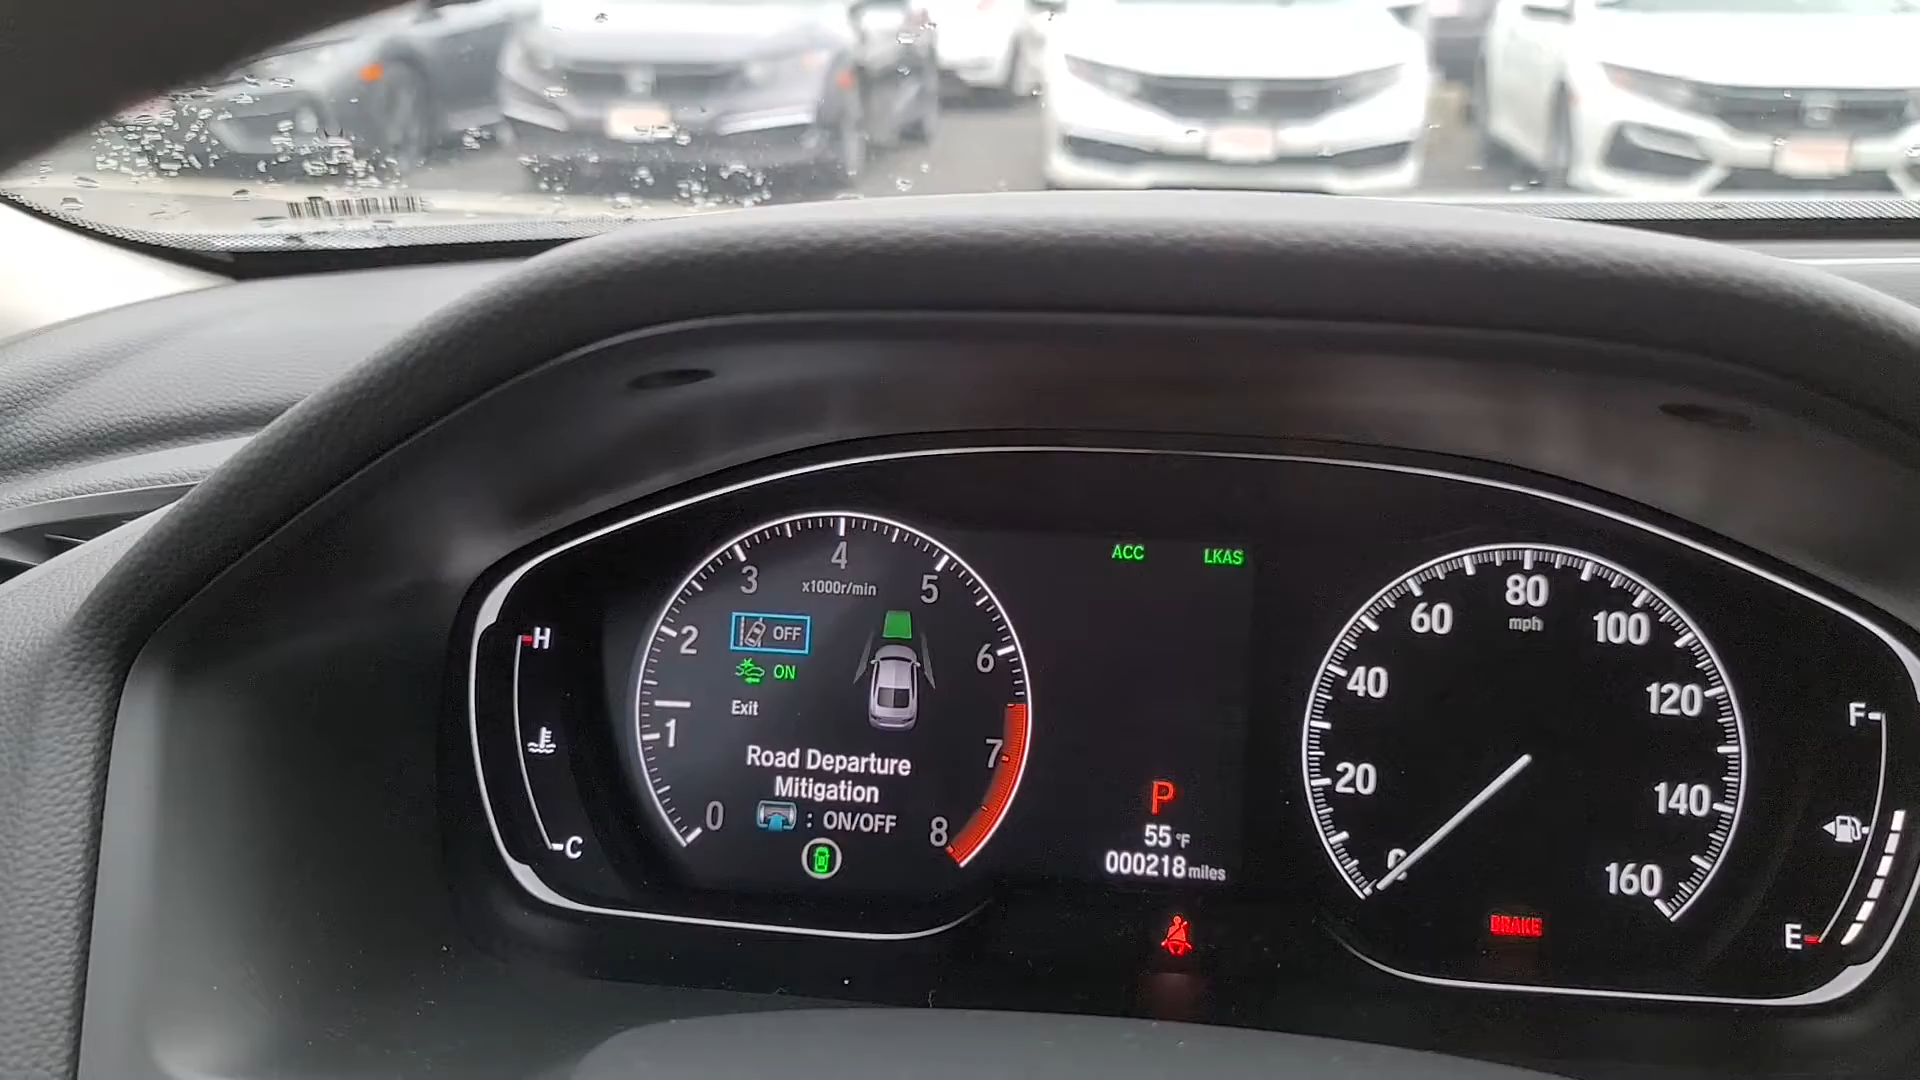 ACC LKAS
H
C
0
1
2
3
4
5
6
7
8
x1000r/min
OFF
ON
Exit
Road Departure
Mitigation
: ON/OFF
P
55°F
000218 miles
0
20
40
60
80
100
120
140
160
mph
BRAKE
F
E